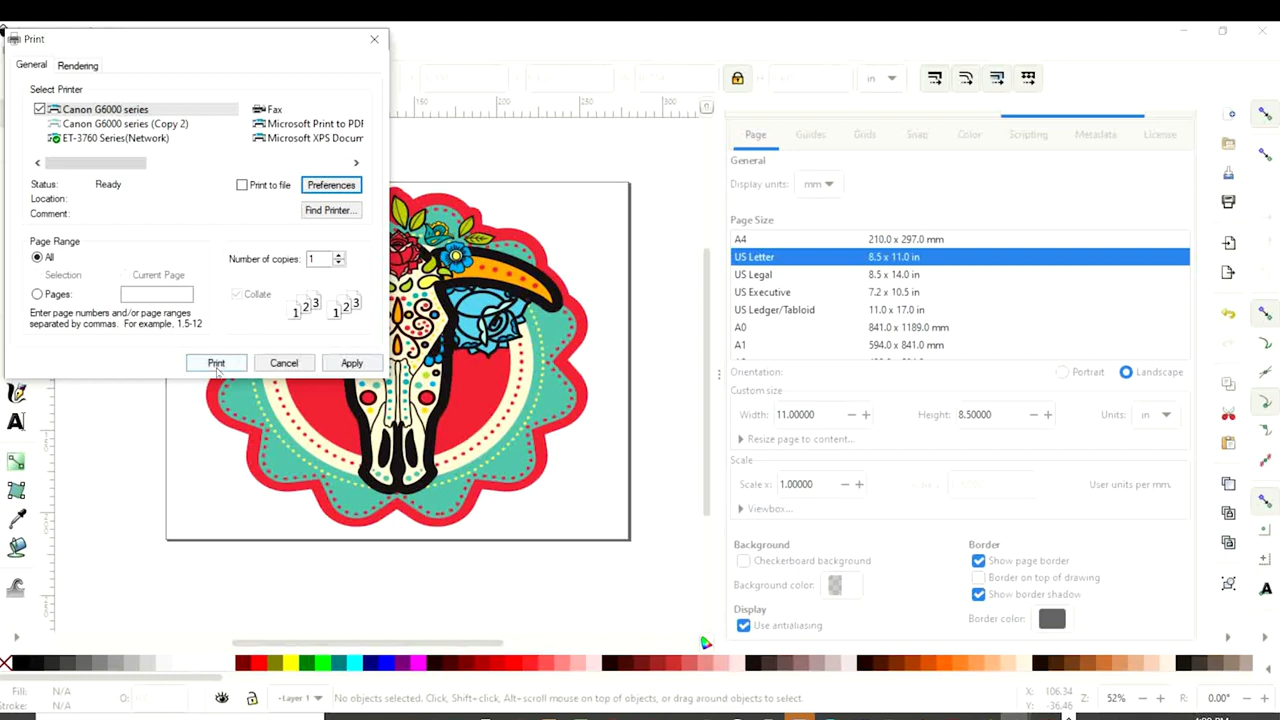 Print
General
Rendering
Select Printer
Canon G6000 series
Fax
Canon G6000 series (Copy 2)
Microsoft Print to PDF
ET-3760 Series(Network)
Microsoft XPS Docum
Status: Ready
Print to file
Preferences
Location:
Comment:
Find Printer...
Page Range
All
Selection
Current Page
Pages:
Enter page numbers and/or page ranges
separated by commas. For example, 1,5-12
Number of copies: 1
Collate
1 2 3 1 2 3
Print
Cancel
Apply
in
150
200
250
300
Page
Guides
Grids
Snap
Color
Scripting
Metadata
License
General
Display units: mm
Page Size
A4 210.0 x 297.0 mm
US Letter 8.5 x 11.0 in
US Legal 8.5 x 14.0 in
US Executive 7.2 x 10.5 in
US Ledger/Tabloid 11.0 x 17.0 in
A0 841.0 x 1189.0 mm
A1 594.0 x 841.0 mm
Orientation: Portrait Landscape
Custom size
Width: 11.00000 Height: 8.50000 Units: in
Resize page to content...
Scale
Scale x: 1.00000 User units per mm.
Viewbox...
Background
Checkerboard background
Background color:
Display
Use antialiasing
Border
Show page border
Border on top of drawing
Show border shadow
Border color:
Fill: N/A
Stroke: N/A
O:
Layer 1
No objects selected. Click, Shift+click, Alt+scroll mouse on top of objects, or drag around objects to select.
X: 106.34
Y: -36.46
Z: 52%
R: 0.00°